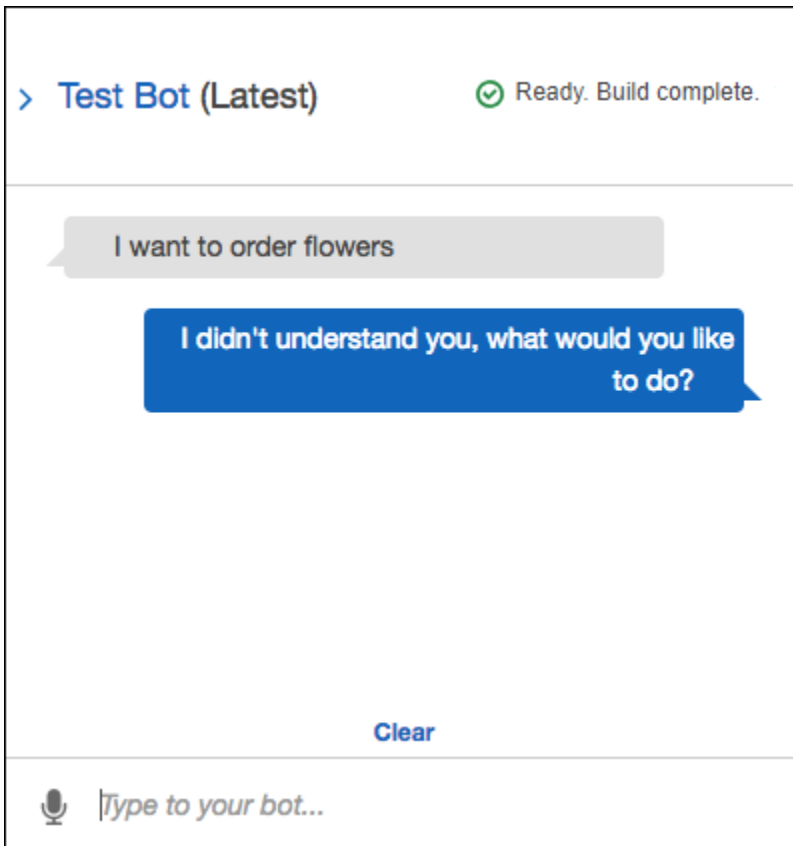 Test Bot (Latest)
Ready. Build complete.
I want to order flowers
I didn't understand you, what would you like
to do?
Clear
Type to your bot...